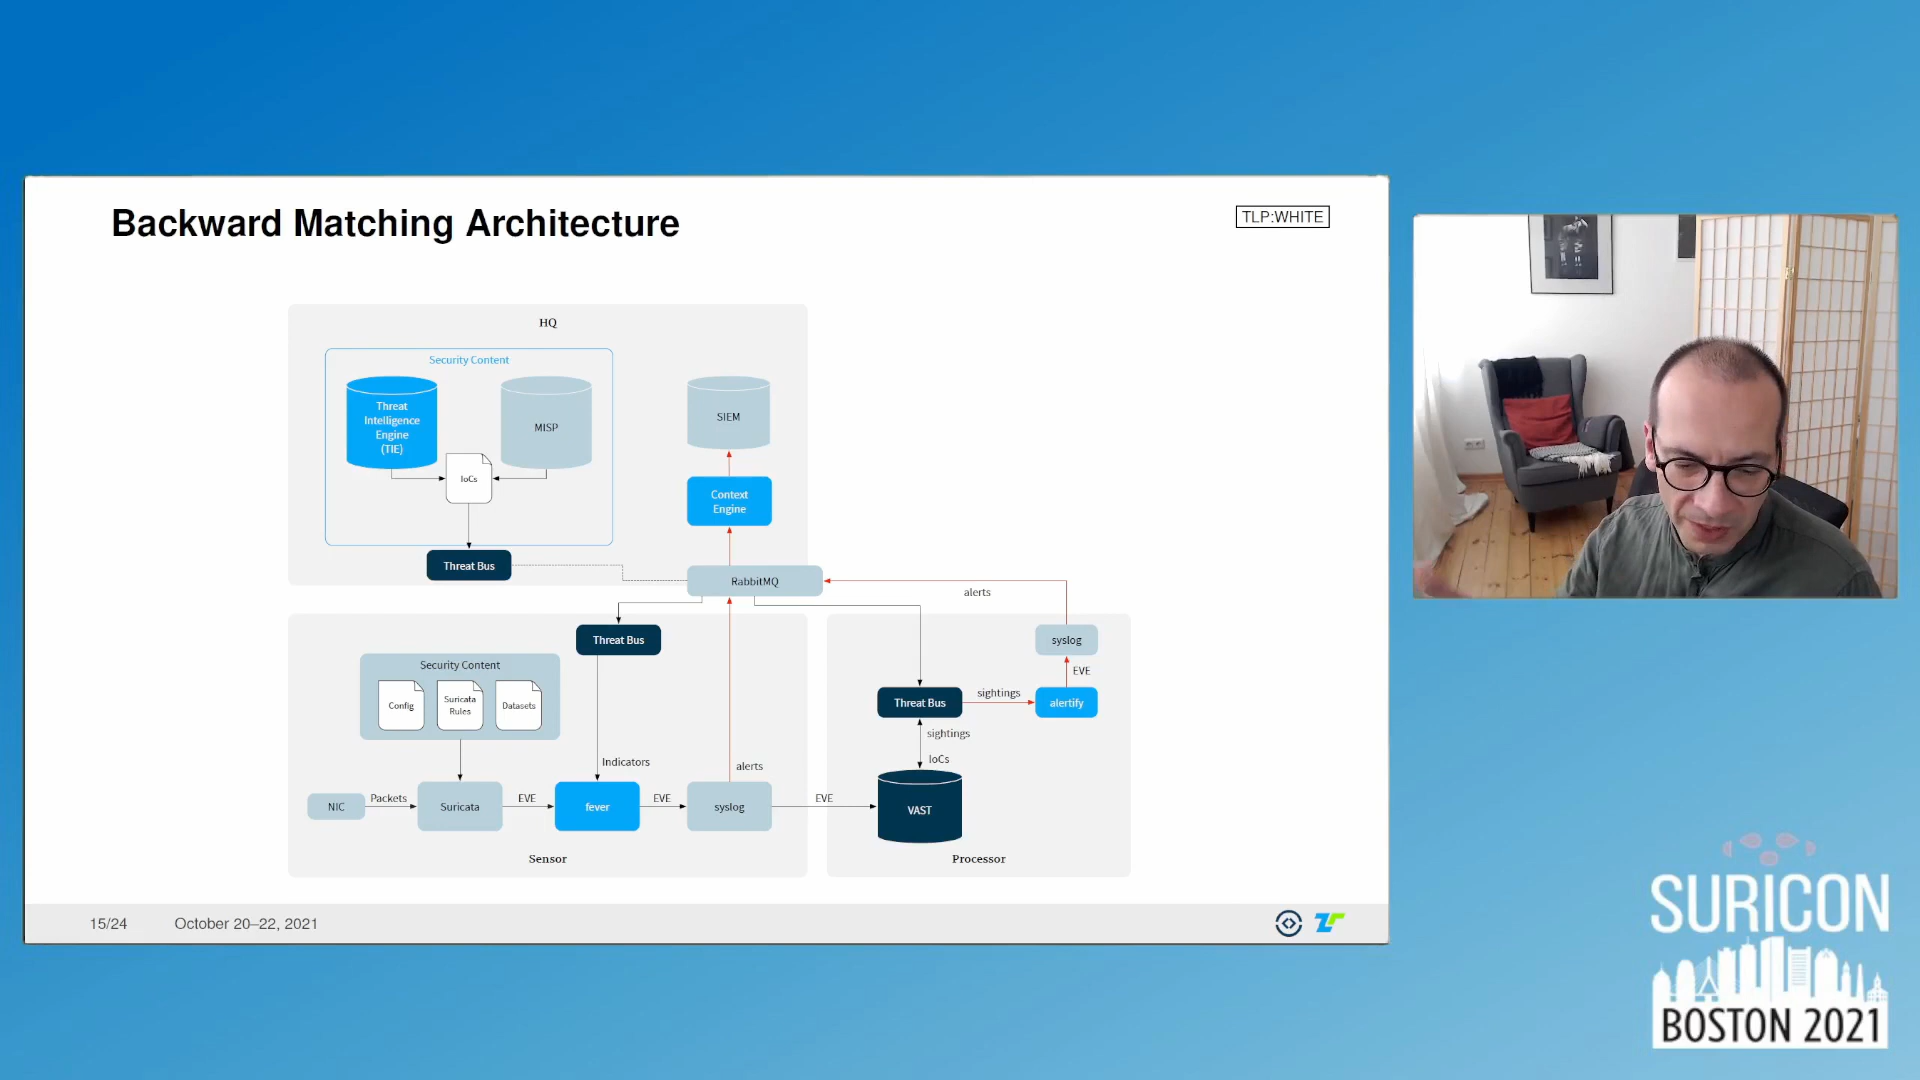 Backward Matching Architecture
TLP:WHITE
HQ
Security Content
Threat
Intelligence
Engine
(TIE)
MISP
IoCs
SIEM
Context
Engine
Threat Bus
RabbitMQ
alerts
Threat Bus
syslog
Security Content
EVE
Config
Suricata
Rules
Datasets
Threat Bus
sightings
alertify
sightings
Indicators
alerts
IoCs
NIC
Packets
Suricata
EVE
fever
EVE
syslog
EVE
VAST
Sensor
Processor
15/24
October 20–22, 2021
SURICON
BOSTON 2021